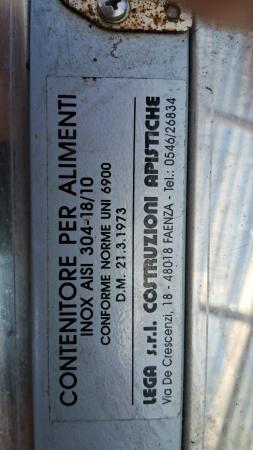 CONTENITORE PER ALIMENTI
INOX AISI 304-18/10
CONFORME NORME UNI 6900
D.M. 21.3.1973
LEGA s.r.l. COSTRUZIONI APISTICHE
Via De Crescenzi, 18 - 48018 FAENZA - Tel.: 0546/26834